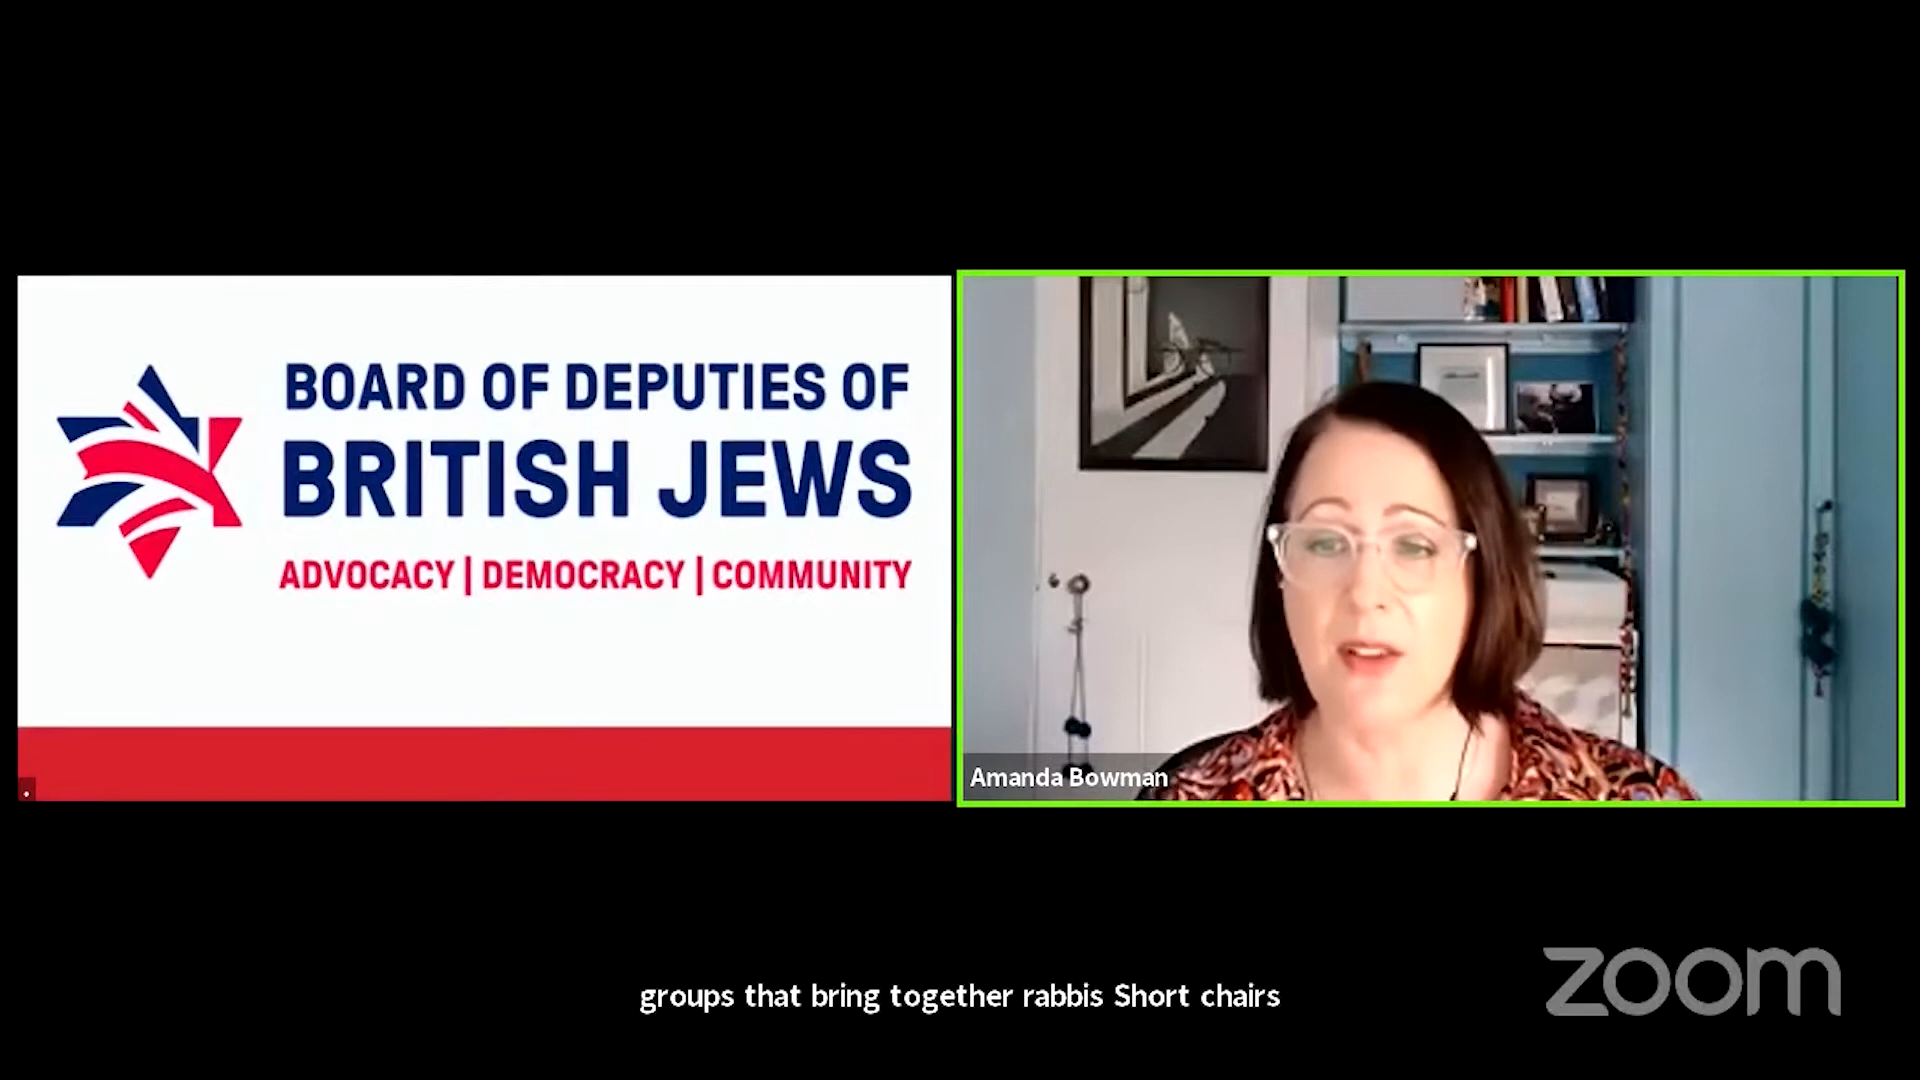 BOARD OF DEPUTIES OF
BRITISH JEWS
ADVOCACY | DEMOCRACY | COMMUNITY
Amanda Bowman
groups that bring together rabbis Short chairs
zoom